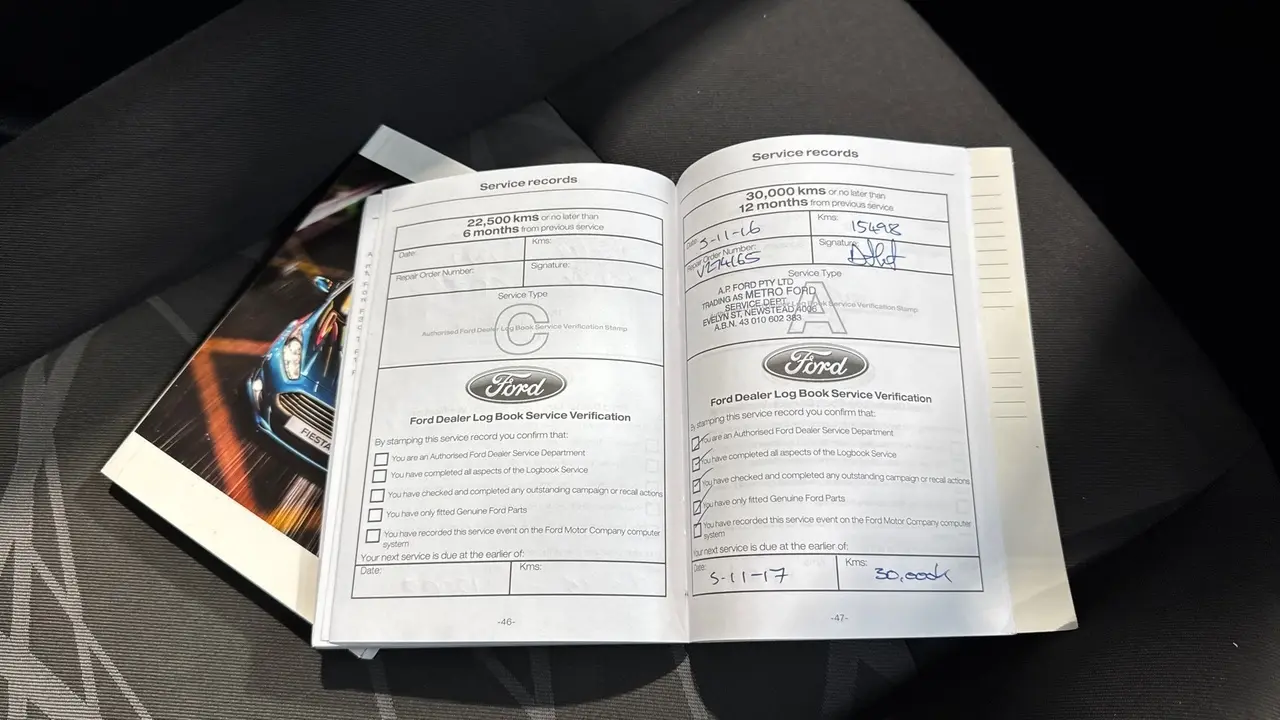 Service records
22,500 kms or no later than
6 months from previous service
Date:
Kms:
Repair Order Number:
Signature:
Service Type
C
Authorised Ford Dealer Log Book Service Verification Stamp
Ford
Ford Dealer Log Book Service Verification
By stamping this service record you confirm that:
You are an Authorised Ford Dealer Service Department
You have completed all aspects of the Logbook Service
You have checked and completed any outstanding campaign or recall actions
You have only fitted Genuine Ford Parts
You have recorded this service event on the Ford Motor Company computer
system
Your next service is due at the earlier of:
Date:
Kms:
-46-
Service records
30,000 kms or no later than
12 months from previous service
Date: 5-11-16
Kms: 15498
Repair Order Number:
Signature:
Service Type
A.P. FORD PTY LTD
TRADING AS METRO FORD
SERVICE DEPT.
EVELYN ST, NEWSTEAD 4006
A.B.N. 43 010 602 383
A
Log Book Service Verification Stamp
Ford
Ford Dealer Log Book Service Verification
By stamping this service record you confirm that:
You are an Authorised Ford Dealer Service Department
You have completed all aspects of the Logbook Service
You have checked and completed any outstanding campaign or recall actions
You have only fitted Genuine Ford Parts
You have recorded this service event on the Ford Motor Company computer
system
Your next service is due at the earlier of:
Date: 5-11-17
Kms: 30,000k
-47-
FIESTA